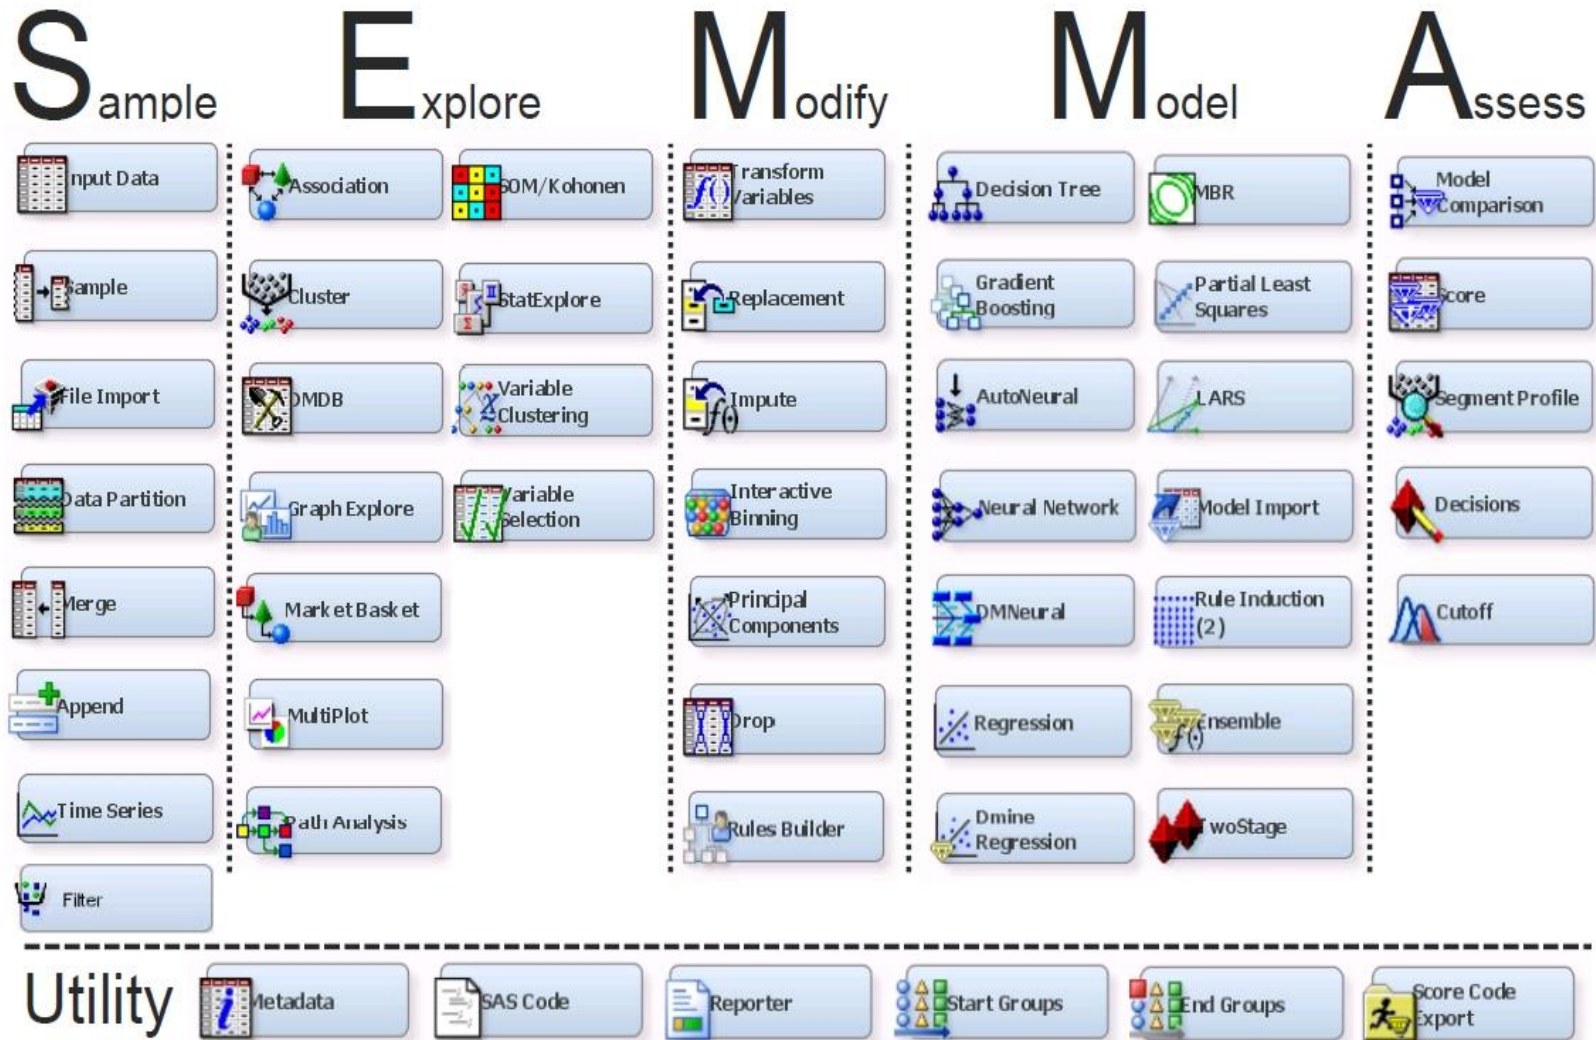 Sample
Explore
Modify
Model
Assess
Input Data
Sample
File Import
Data Partition
Merge
Append
Time Series
Filter
Association
Cluster
DMDB
Graph Explore
Market Basket
MultiPlot
Path Analysis
SOM/Kohonen
StatExplore
Variable
Clustering
Variable
Selection
Transform
Variables
Replacement
Impute
Interactive
Binning
Principal
Components
Drop
Rules Builder
Decision Tree
Gradient
Boosting
AutoNeural
Neural Network
DMNeural
Regression
Dmine
Regression
MBR
Partial Least
Squares
LARS
Model Import
Rule Induction
(2)
Ensemble
TwoStage
Model
Comparison
Score
Segment Profile
Decisions
Cutoff
Utility
Metadata
SAS Code
Reporter
Start Groups
End Groups
Score Code
Export